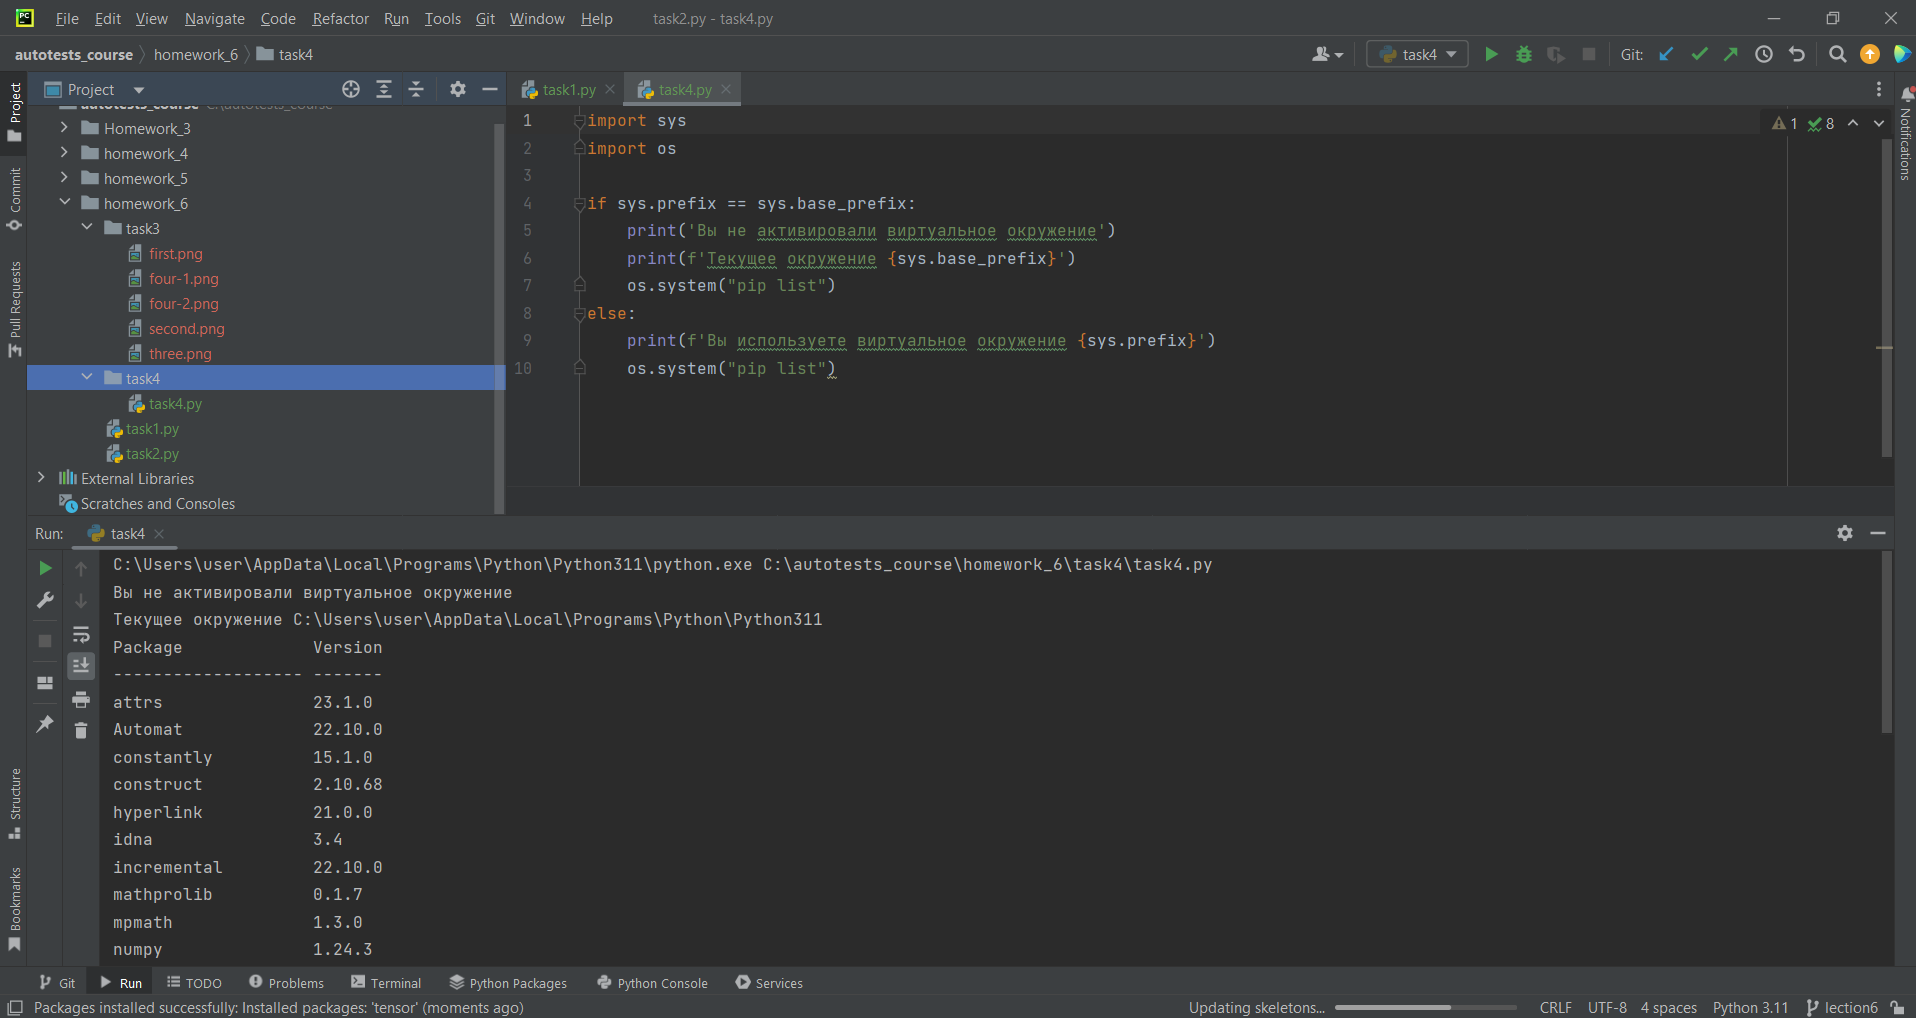 File Edit View Navigate Code Refactor Run Tools Git Window Help task2.py - task4.py
autotests_course homework_6 task4
task4 Git:
Project
task1.py task4.py
autotests_course C:\autotests_course
Homework_3
homework_4
homework_5
homework_6
task3
first.png
four-1.png
four-2.png
second.png
three.png
task4
task4.py
task1.py
task2.py
External Libraries
Scratches and Consoles
1 import sys
2 import os
3
4 if sys.prefix == sys.base_prefix:
5 print('Вы не активировали виртуальное окружение')
6 print(f'Текущее окружение {sys.base_prefix}')
7 os.system("pip list")
8 else:
9 print(f'Вы используете виртуальное окружение {sys.prefix}')
10 os.system("pip list")
1 8
Project
Commit
Pull Requests
Structure
Bookmarks
Notifications
Run: task4
C:\Users\user\AppData\Local\Programs\Python\Python311\python.exe C:\autotests_course\homework_6\task4\task4.py
Вы не активировали виртуальное окружение
Текущее окружение C:\Users\user\AppData\Local\Programs\Python\Python311
Package Version
------------------- -------
attrs 23.1.0
Automat 22.10.0
constantly 15.1.0
construct 2.10.68
hyperlink 21.0.0
idna 3.4
incremental 22.10.0
mathprolib 0.1.7
mpmath 1.3.0
numpy 1.24.3
Git Run TODO Problems Terminal Python Packages Python Console Services
Packages installed successfully: Installed packages: 'tensor' (moments ago) Updating skeletons... CRLF UTF-8 4 spaces Python 3.11 lection6